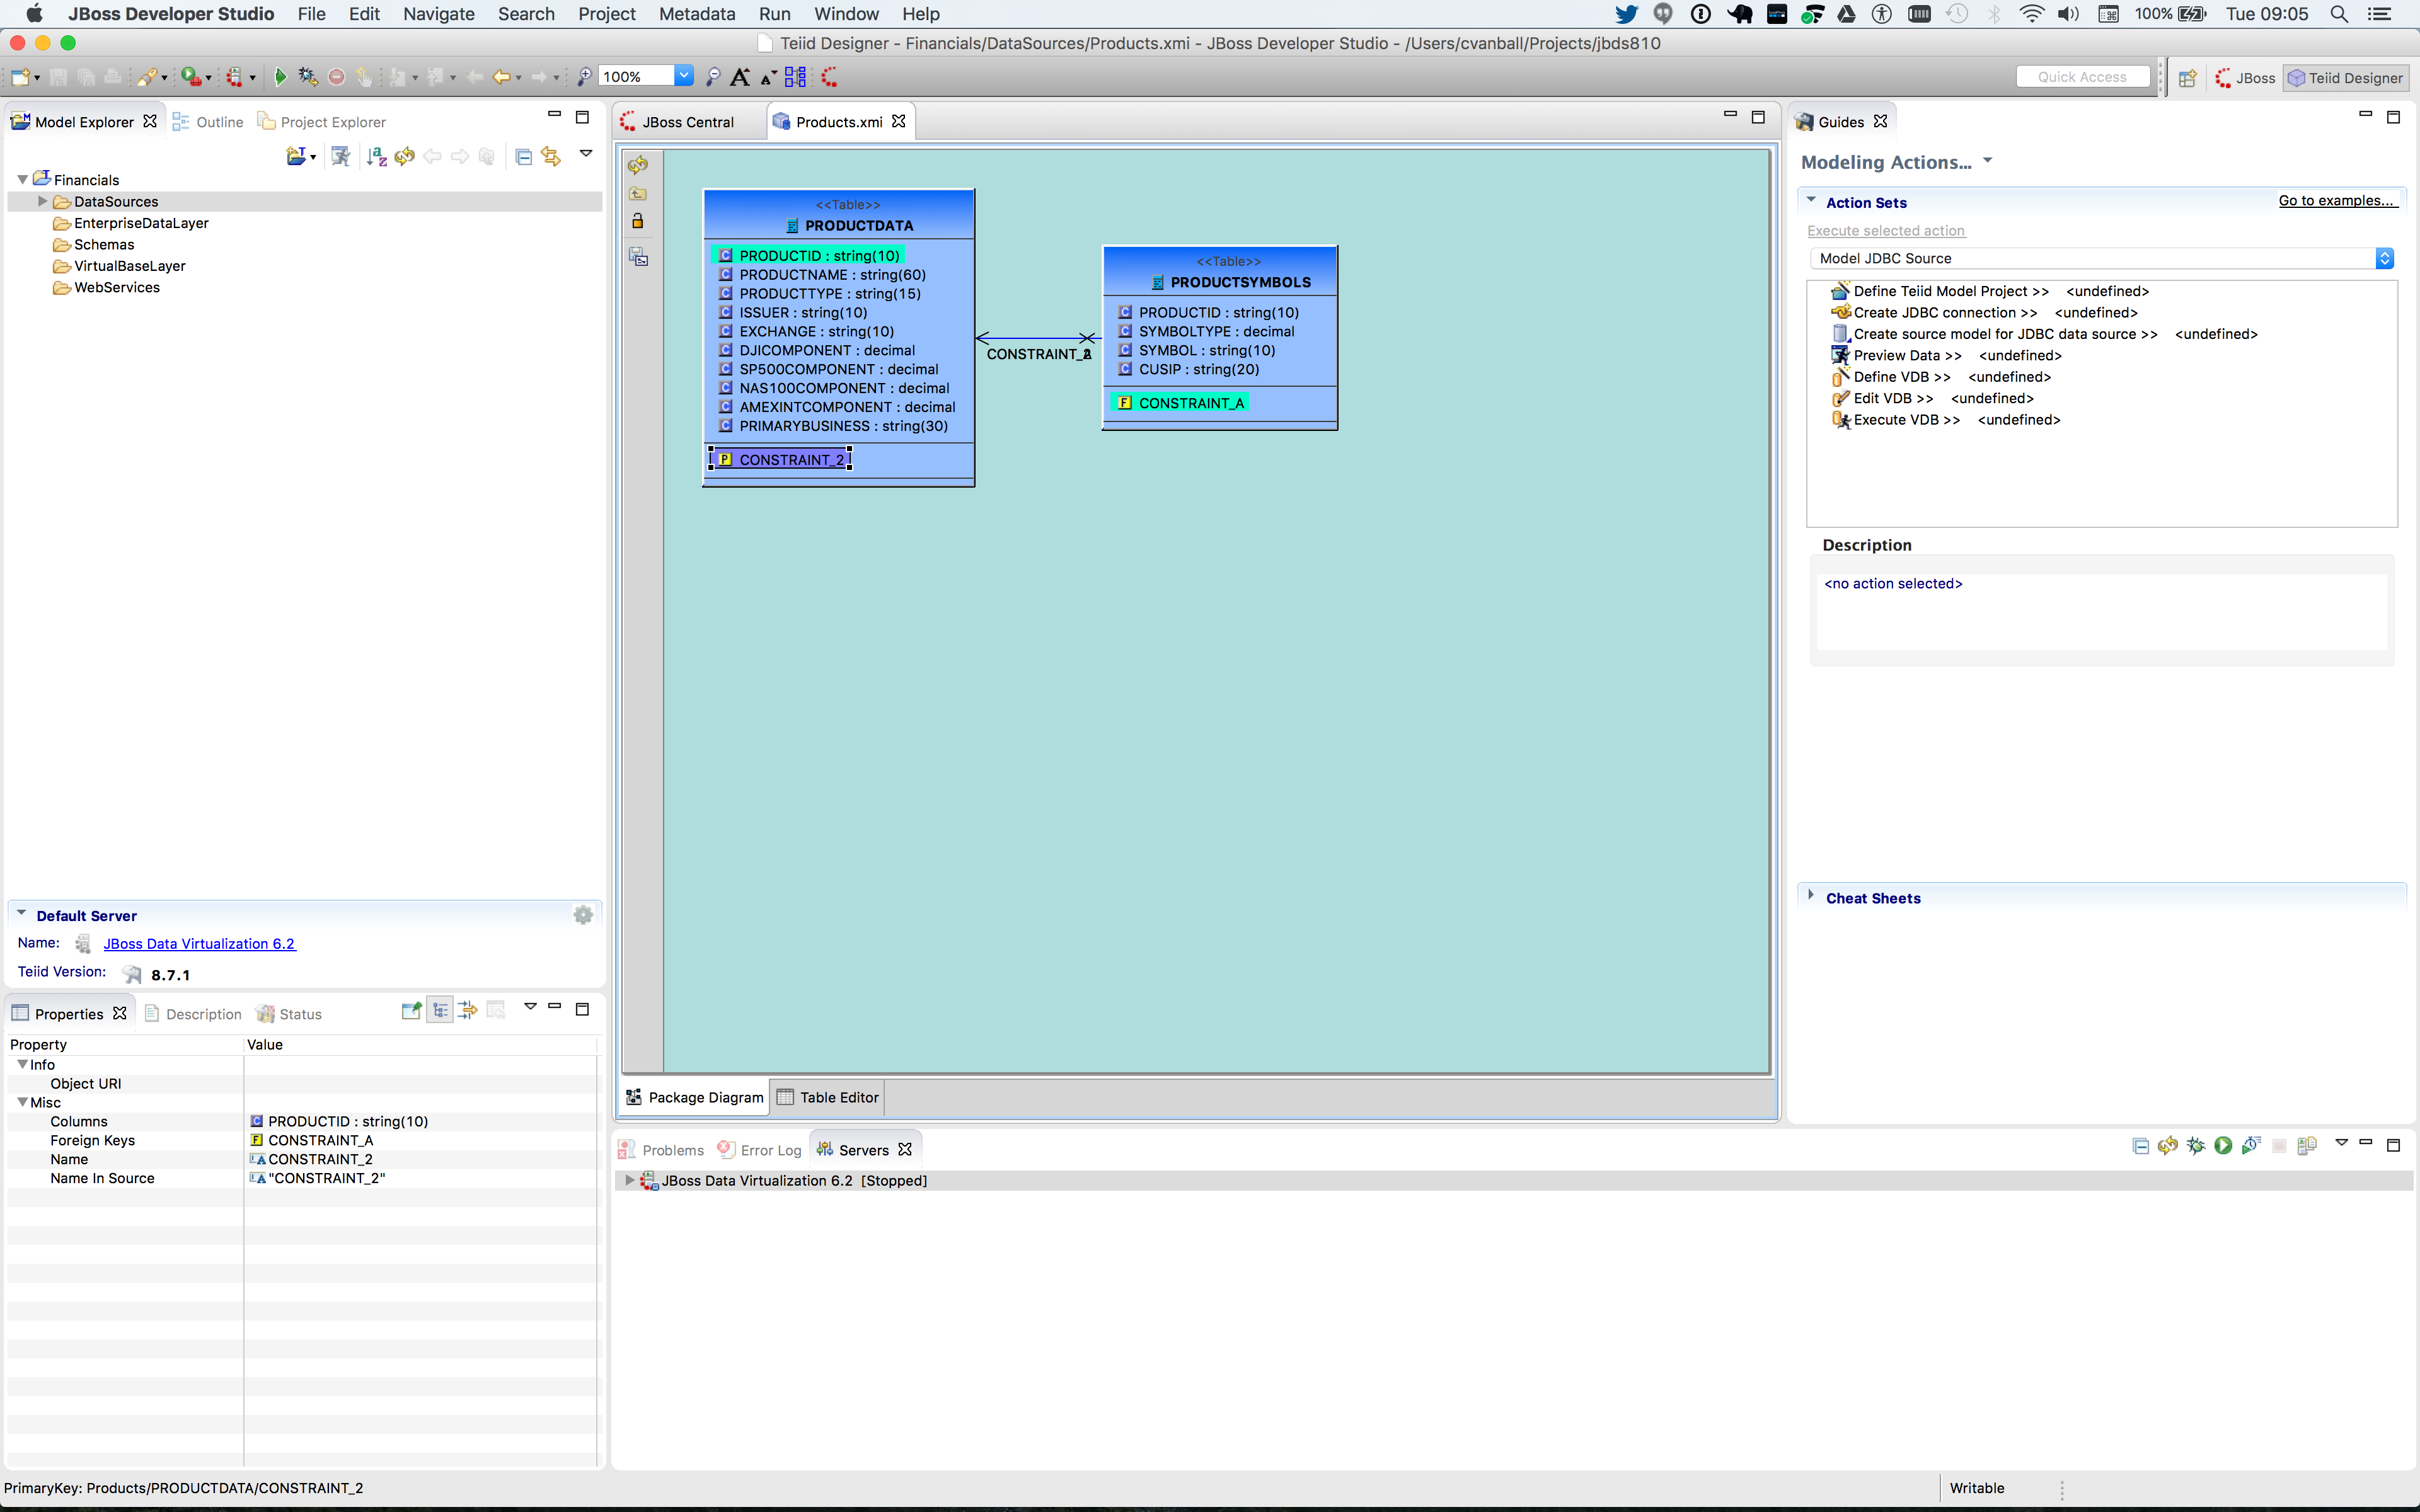 JBoss Developer Studio File Edit Navigate Search Project Metadata Run Window Help 100% Tue 09:05
Teiid Designer - Financials/DataSources/Products.xmi - JBoss Developer Studio - /Users/cvanball/Projects/jbds810
100% Quick Access JBoss Teiid Designer
Model Explorer Outline Project Explorer
Financials
DataSources
EnterpriseDataLayer
Schemas
VirtualBaseLayer
WebServices
Default Server
Name: JBoss Data Virtualization 6.2
Teiid Version: 8.7.1
Properties Description Status
Property Value
Info
Object URI
Misc
Columns PRODUCTID : string(10)
Foreign Keys CONSTRAINT_A
Name CONSTRAINT_2
Name In Source "CONSTRAINT_2"
JBoss Central Products.xmi
<<Table>>
PRODUCTDATA
PRODUCTID : string(10)
PRODUCTNAME : string(60)
PRODUCTTYPE : string(15)
ISSUER : string(10)
EXCHANGE : string(10)
DJICOMPONENT : decimal
SP500COMPONENT : decimal
NAS100COMPONENT : decimal
AMEXINTCOMPONENT : decimal
PRIMARYBUSINESS : string(30)
CONSTRAINT_2
<<Table>>
PRODUCTSYMBOLS
PRODUCTID : string(10)
SYMBOLTYPE : decimal
SYMBOL : string(10)
CUSIP : string(20)
CONSTRAINT_A
Package Diagram Table Editor
Problems Error Log Servers
JBoss Data Virtualization 6.2 [Stopped]
Guides
Modeling Actions...
Action Sets Go to examples...
Execute selected action
Model JDBC Source
Define Teiid Model Project >> <undefined>
Create JDBC connection >> <undefined>
Create source model for JDBC data source >> <undefined>
Preview Data >> <undefined>
Define VDB >> <undefined>
Edit VDB >> <undefined>
Execute VDB >> <undefined>
Description
<no action selected>
Cheat Sheets
PrimaryKey: Products/PRODUCTDATA/CONSTRAINT_2 Writable